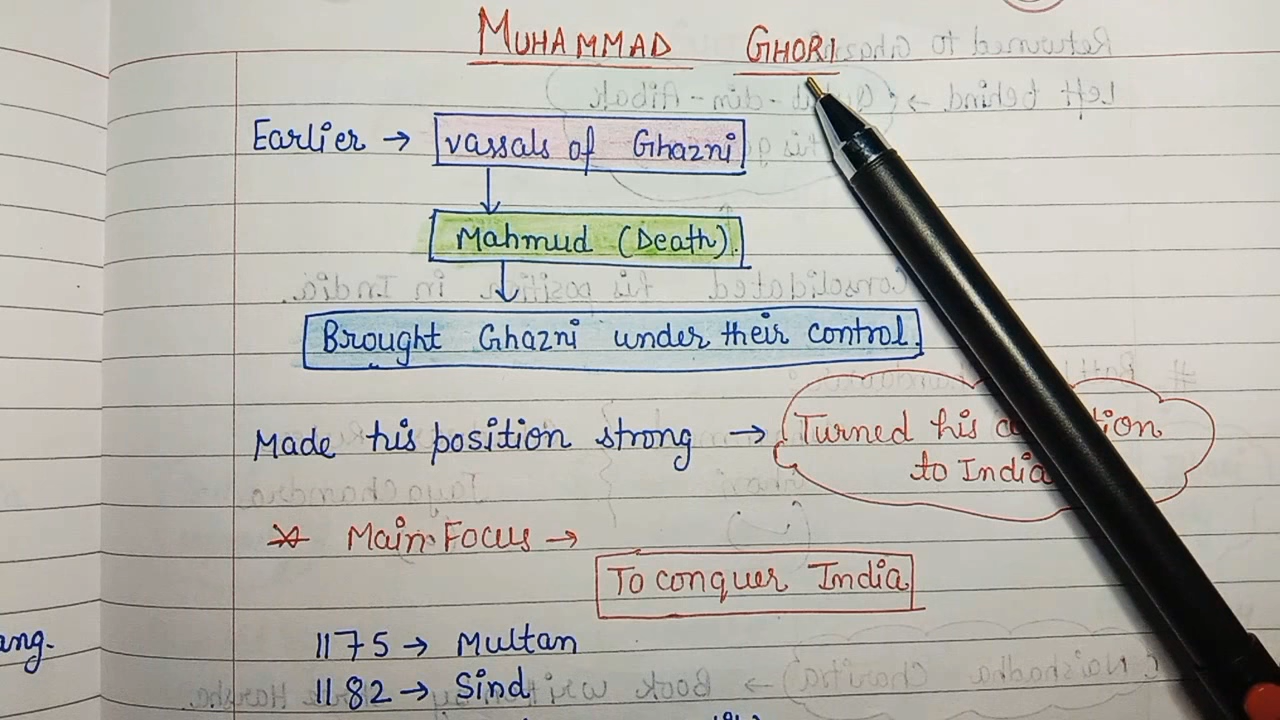 MUHAMMAD GHORI
Earlier → vassals of Ghazni
Mahmud (Death).
Brought Ghazni under their control.
Made his position strong → Turned his
to India
Main Focus →
To conquer India
1175 → Multan
ang.
1182 → Sind